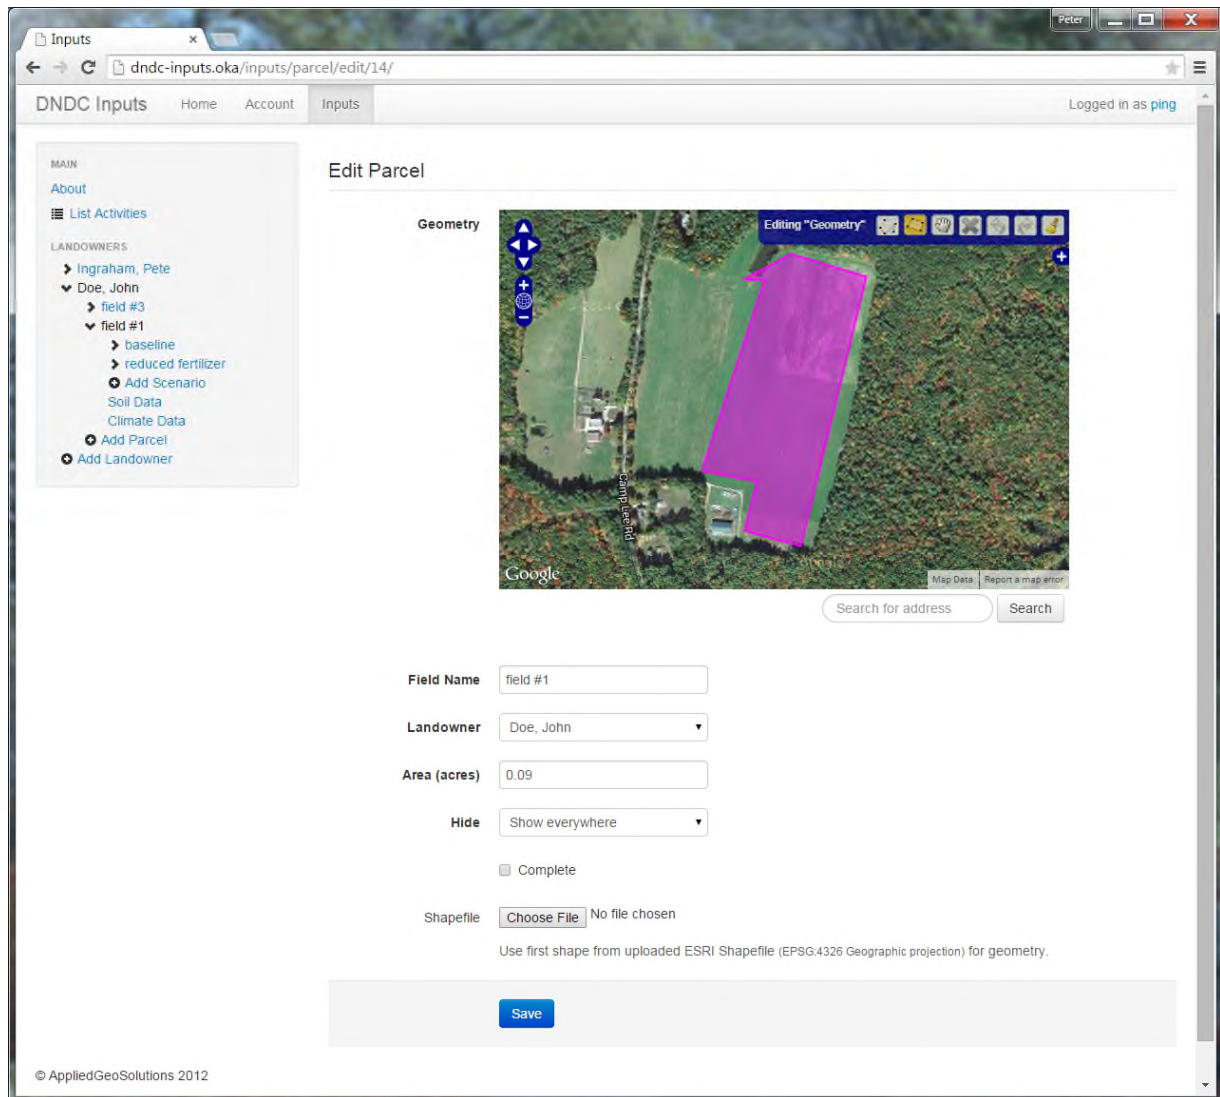 Peter
Inputs
dndc-inputs.oka/inputs/parcel/edit/14/
DNDC Inputs Home Account Inputs Logged in as ping
MAIN
About
List Activities
LANDOWNERS
Ingraham, Pete
Doe, John
field #3
field #1
baseline
reduced fertilizer
Add Scenario
Soil Data
Climate Data
Add Parcel
Add Landowner
Edit Parcel
Geometry
Editing "Geometry"
Camp Lee Rd
Google
Map Data Report a map error
Search for address Search
Field Name field #1
Landowner Doe, John
Area (acres) 0.09
Hide Show everywhere
Complete
Shapefile Choose File No file chosen
Use first shape from uploaded ESRI Shapefile (EPSG:4326 Geographic projection) for geometry.
Save
© AppliedGeoSolutions 2012